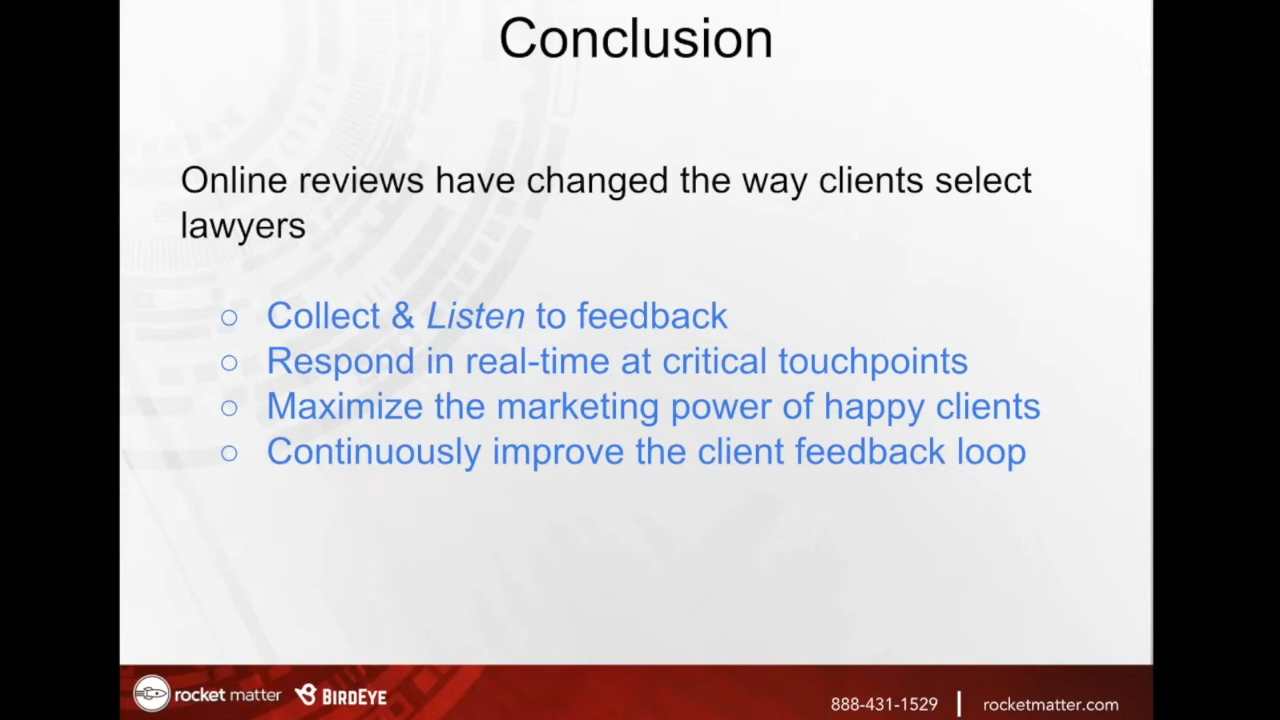 Conclusion
Online reviews have changed the way clients select
lawyers
○ Collect & Listen to feedback
○ Respond in real-time at critical touchpoints
○ Maximize the marketing power of happy clients
○ Continuously improve the client feedback loop
rocket matter BIRDEYE
888-431-1529 | rocketmatter.com